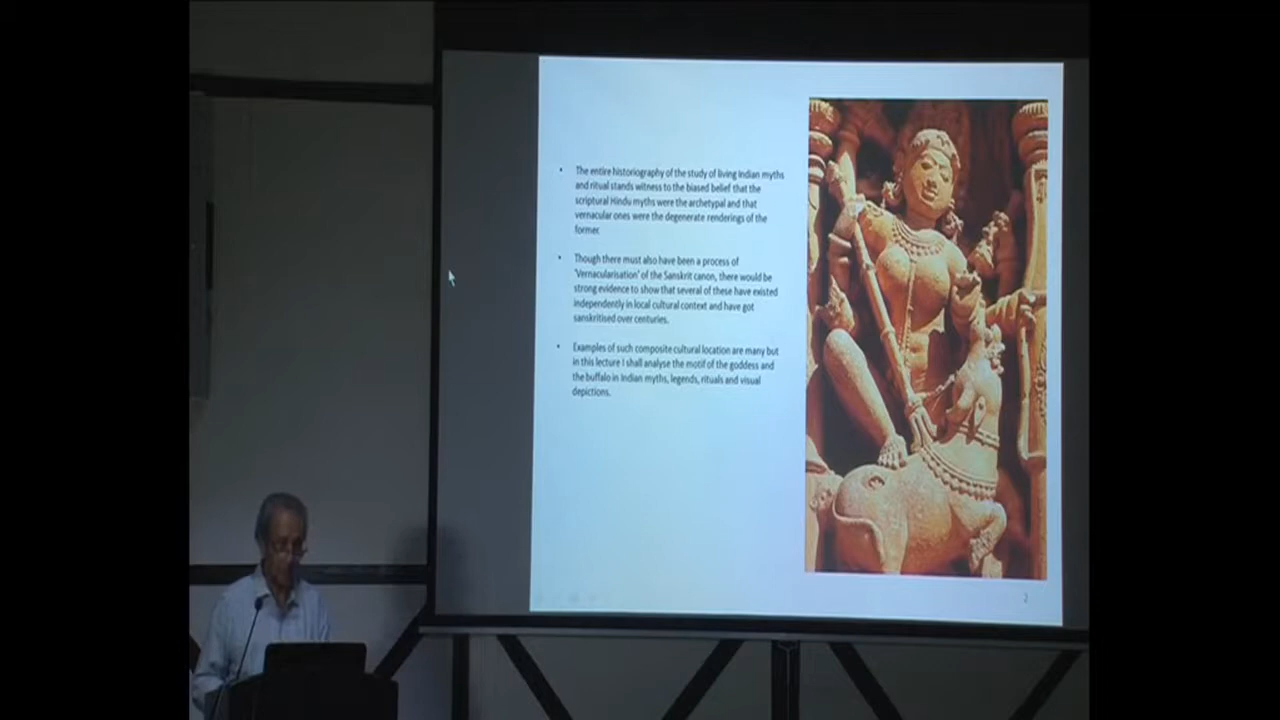 • The entire historiography of the study of living Indian myths
and ritual stands witness to the biased belief that the
scriptural Hindu myths were the archetypal and that
vernacular ones were the degenerate renderings of the
former.
• Though there must also have been a process of
'Vernacularisation' of the Sanskrit canon, there would be
strong evidence to show that several of these have existed
independently in local cultural context and have got
sanskritised over centuries.
• Examples of such composite cultural location are many but
in this lecture I shall analyse the motif of the goddess and
the buffalo in Indian myths, legends, rituals and visual
depictions.
2